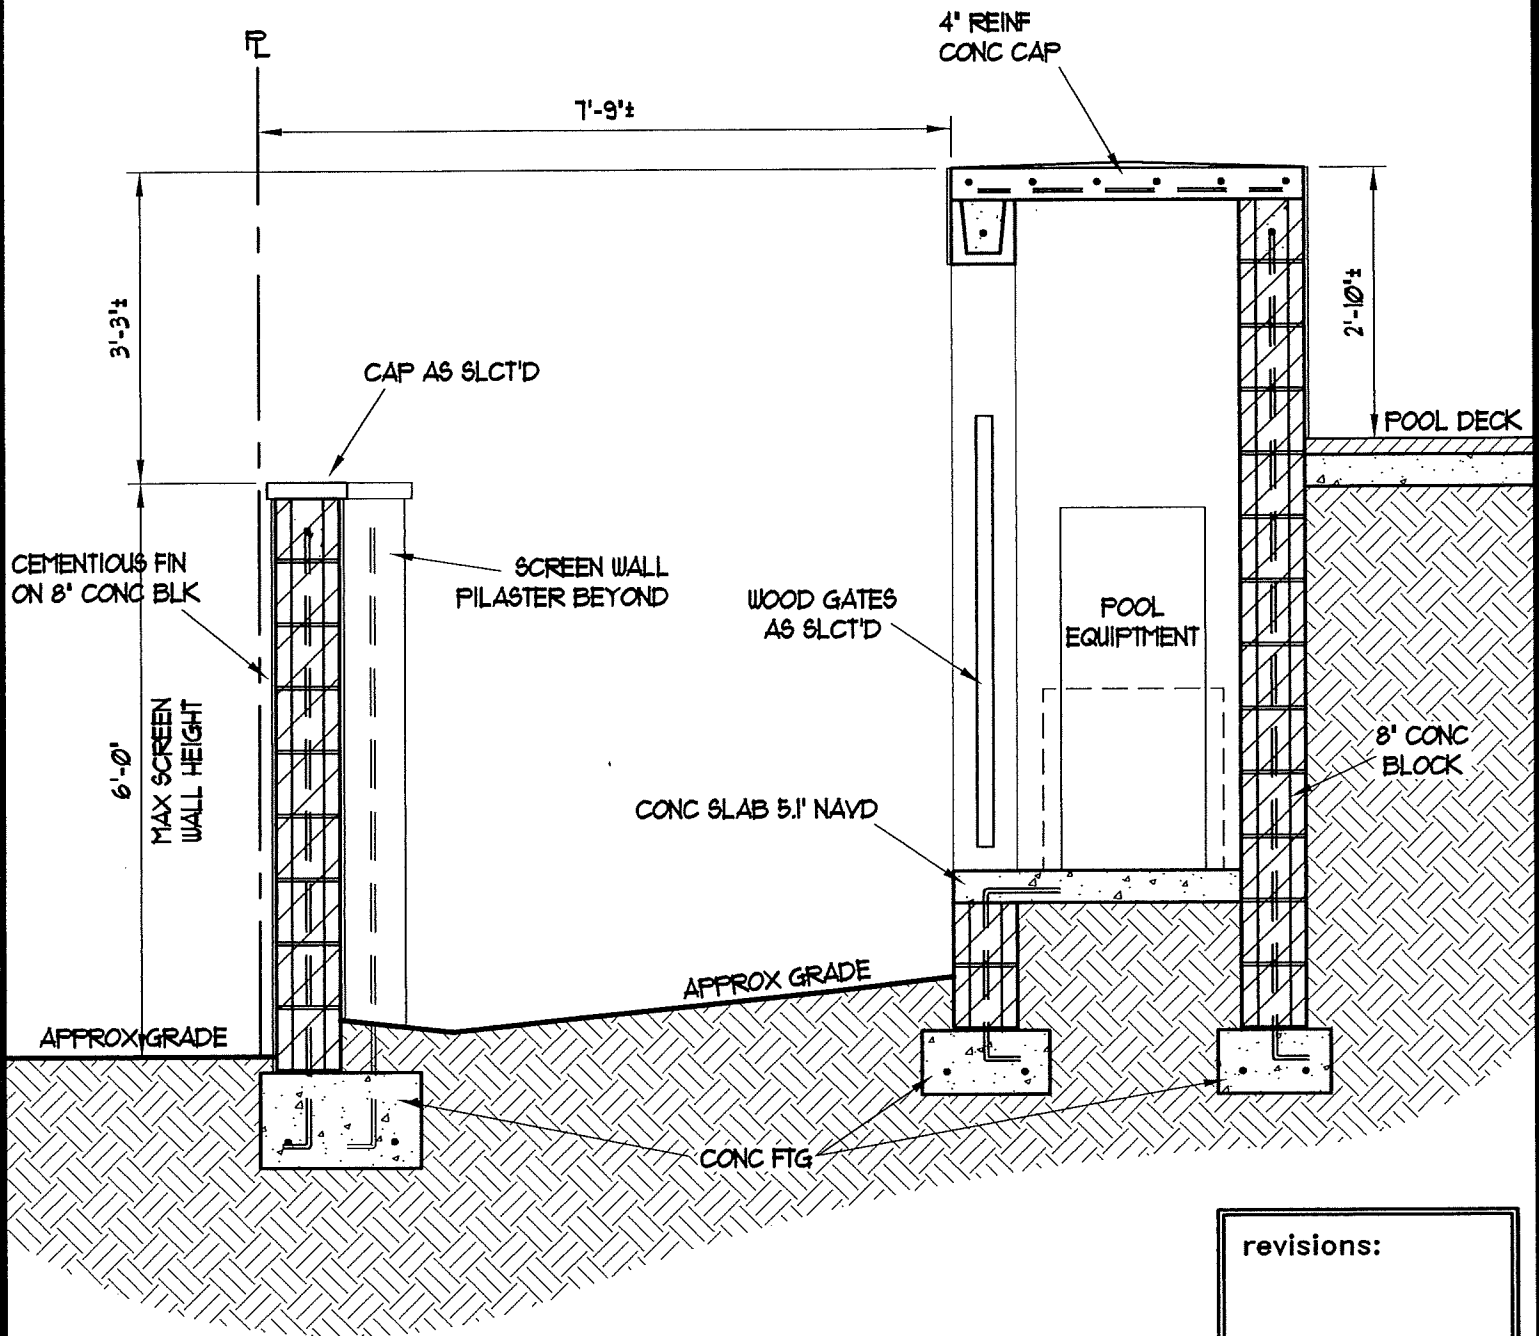 PL
4" REINF
CONC CAP
7'-9"±
3'-3"±
2'-10"±
CAP AS SLCT'D
POOL DECK
CEMENTIOUS FIN
ON 8" CONC BLK
SCREEN WALL
PILASTER BEYOND
WOOD GATES
AS SLCT'D
POOL
EQUIPTMENT
6'-0"
MAX SCREEN
WALL HEIGHT
8" CONC
BLOCK
CONC SLAB 5.1' NAVD
APPROX GRADE
APPROX GRADE
CONC FTG
revisions: